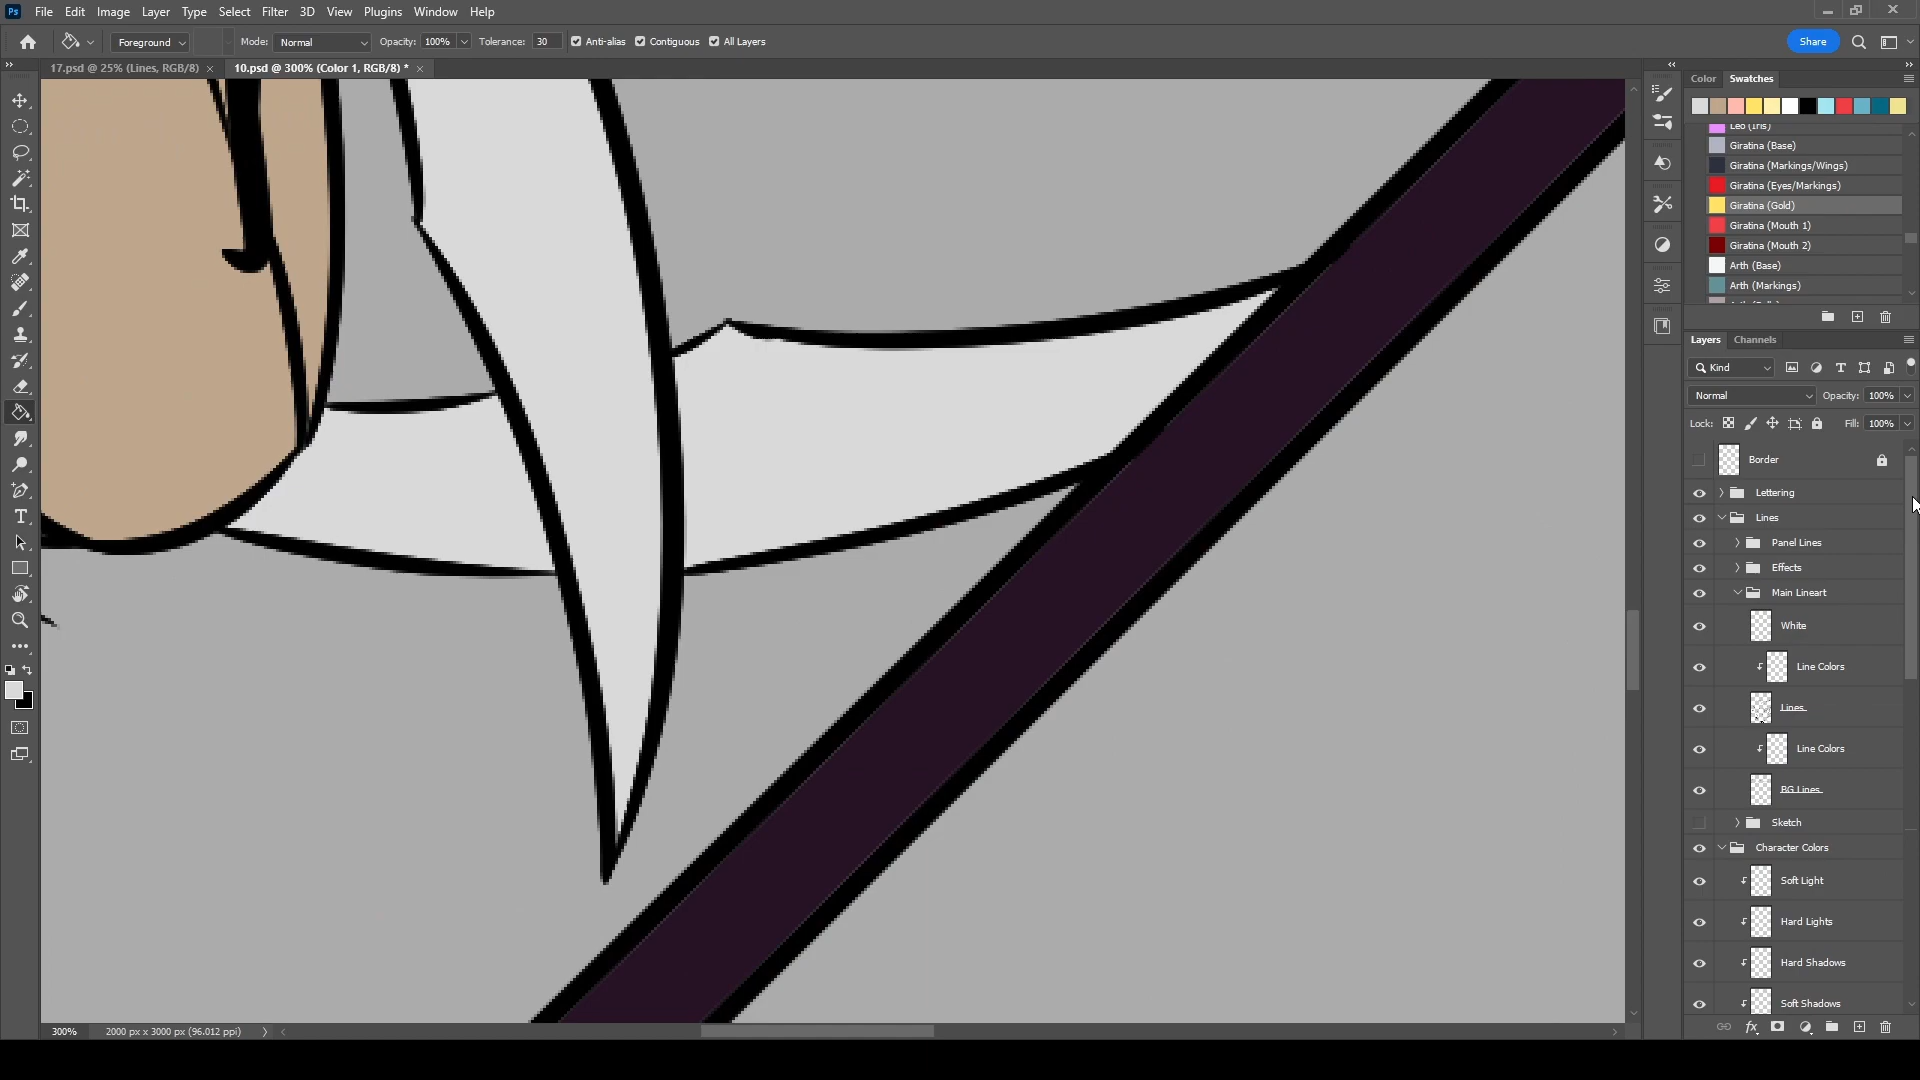 Ps File Edit Image Layer Type Select Filter 3D View Plugins Window Help
Foreground Mode: Normal Opacity: 100% Tolerance: 30 Anti-alias Contiguous All Layers Share
17.psd @ 25% (Lines, RGB/8) × 10.psd @ 300% (Color 1, RGB/8) * ×
Color Swatches
Leo (Iris)
Giratina (Base)
Giratina (Markings/Wings)
Giratina (Eyes/Markings)
Giratina (Gold)
Giratina (Mouth 1)
Giratina (Mouth 2)
Arth (Base)
Arth (Markings)
Layers Channels
Kind
Normal Opacity: 100%
Lock: Fill: 100%
Border
Lettering
Lines
Panel Lines
Effects
Main Lineart
White
Line Colors
Lines
Line Colors
BG Lines
Sketch
Character Colors
Soft Light
Hard Lights
Hard Shadows
Soft Shadows
300% 2000 px x 3000 px (96.012 ppi)
fx